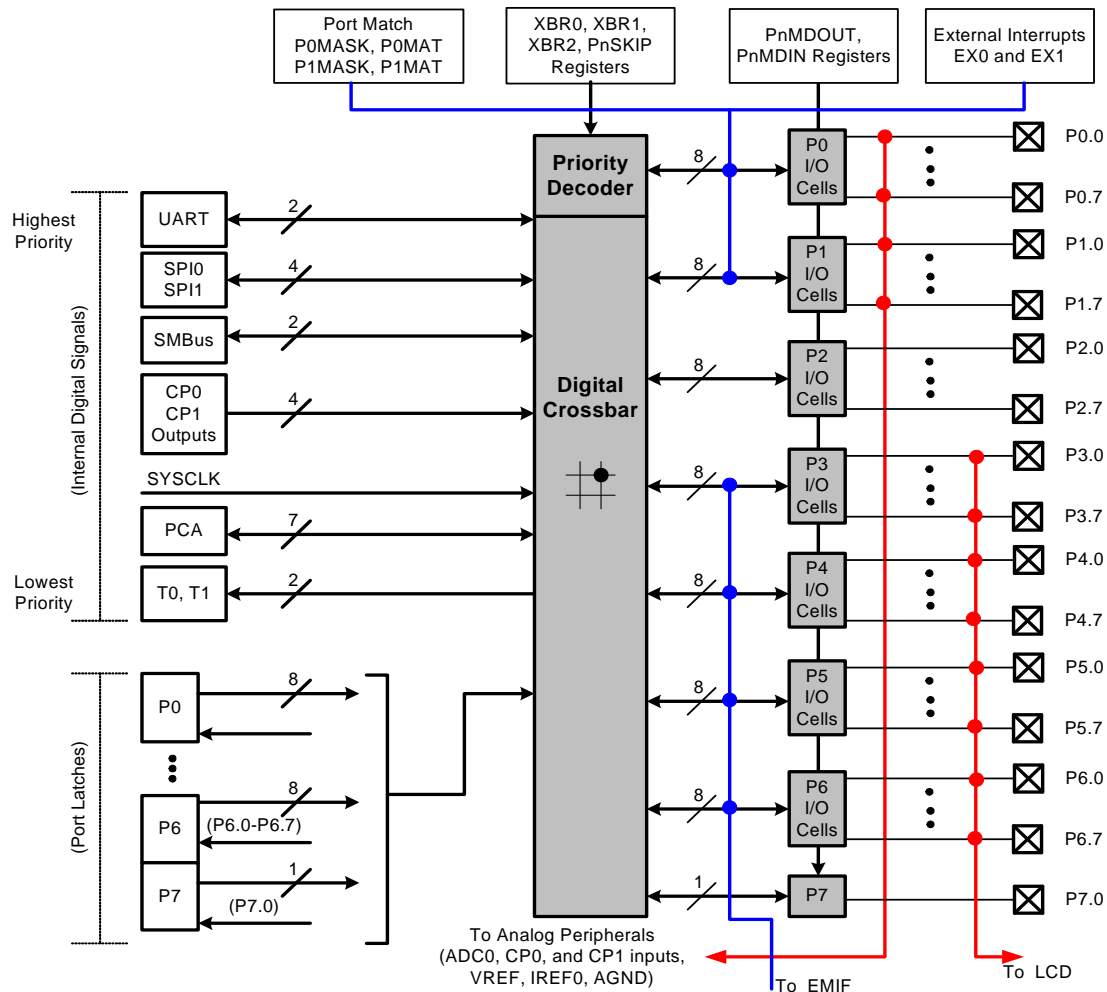 Port Match
P0MASK, P0MAT
P1MASK, P1MAT
XBR0, XBR1,
XBR2, PnSKIP
Registers
PnMDOUT,
PnMDIN Registers
External Interrupts
EX0 and EX1
Highest
Priority
(Internal Digital Signals)
Lowest
Priority
UART
2
SPI0
SPI1
4
SMBus
2
CP0
CP1
Outputs
4
SYSCLK
PCA
7
T0, T1
2
(Port Latches)
P0
8
P6
8
(P6.0-P6.7)
P7
1
(P7.0)
Priority
Decoder
Digital
Crossbar
8
P0
I/O
Cells
P0.0
P0.7
8
P1
I/O
Cells
P1.0
P1.7
8
P2
I/O
Cells
P2.0
P2.7
8
P3
I/O
Cells
P3.0
P3.7
8
P4
I/O
Cells
P4.0
P4.7
8
P5
I/O
Cells
P5.0
P5.7
8
P6
I/O
Cells
P6.0
P6.7
1
P7
P7.0
To Analog Peripherals
(ADC0, CP0, and CP1 inputs,
VREF, IREF0, AGND)
To EMIF
To LCD